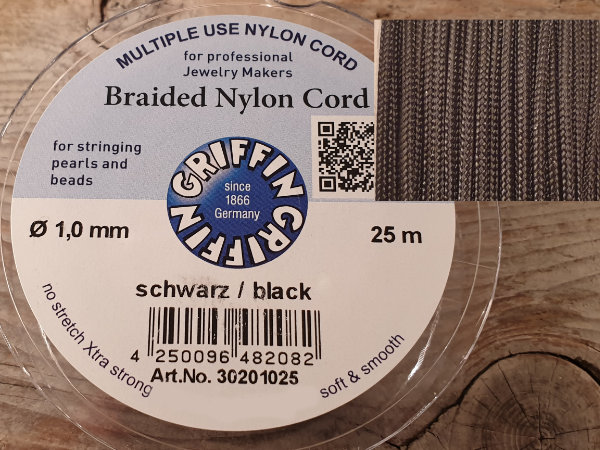 MULTIPLE USE NYLON CORD
for professional
Jewelry Makers
Braided Nylon Cord
for stringing
pearls and
beads
GRIFFIN GRIFFIN
since
1866
Germany
Ø 1,0 mm
25 m
schwarz / black
4 250096 482082
Art.No. 30201025
no stretch Xtra strong
soft & smooth